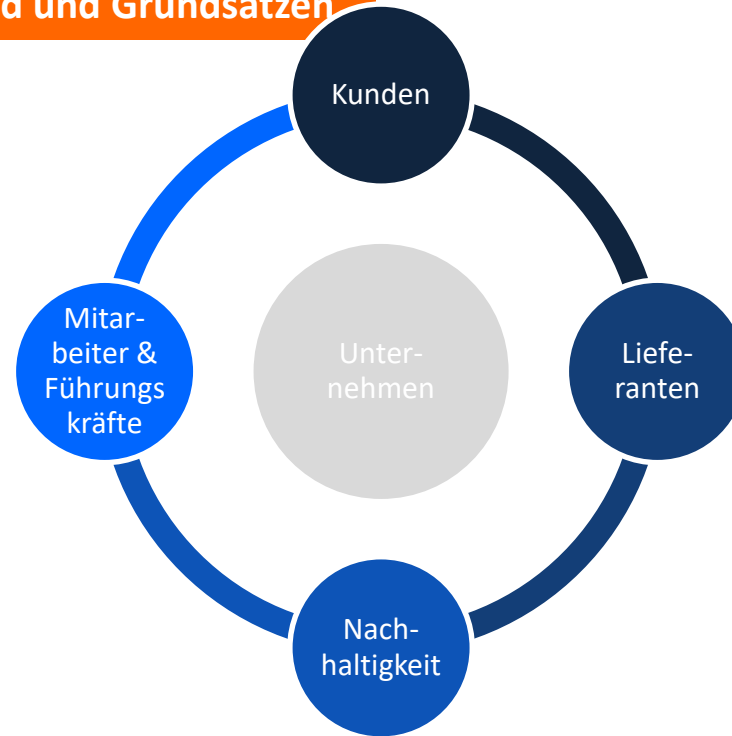 d und Grundsätzen
Kunden
Mitar-
beiter &
Führungs
kräfte
Unter-
nehmen
Liefe-
ranten
Nach-
haltigkeit